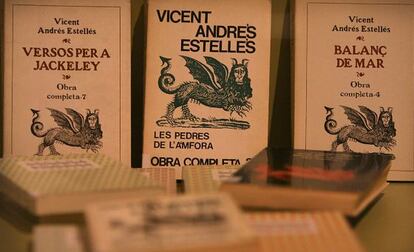 Vicent
Andrés Estellés
VERSOS PER A
JACKELEY
Obra
completa-7
VICENT
ANDRÉS
ESTELLÉS
LES PEDRES
DE L'ÀMFORA
OBRA COMPLETA 2
Vicent
Andrés Estellés
BALANÇ
DE MAR
Obra
completa-4